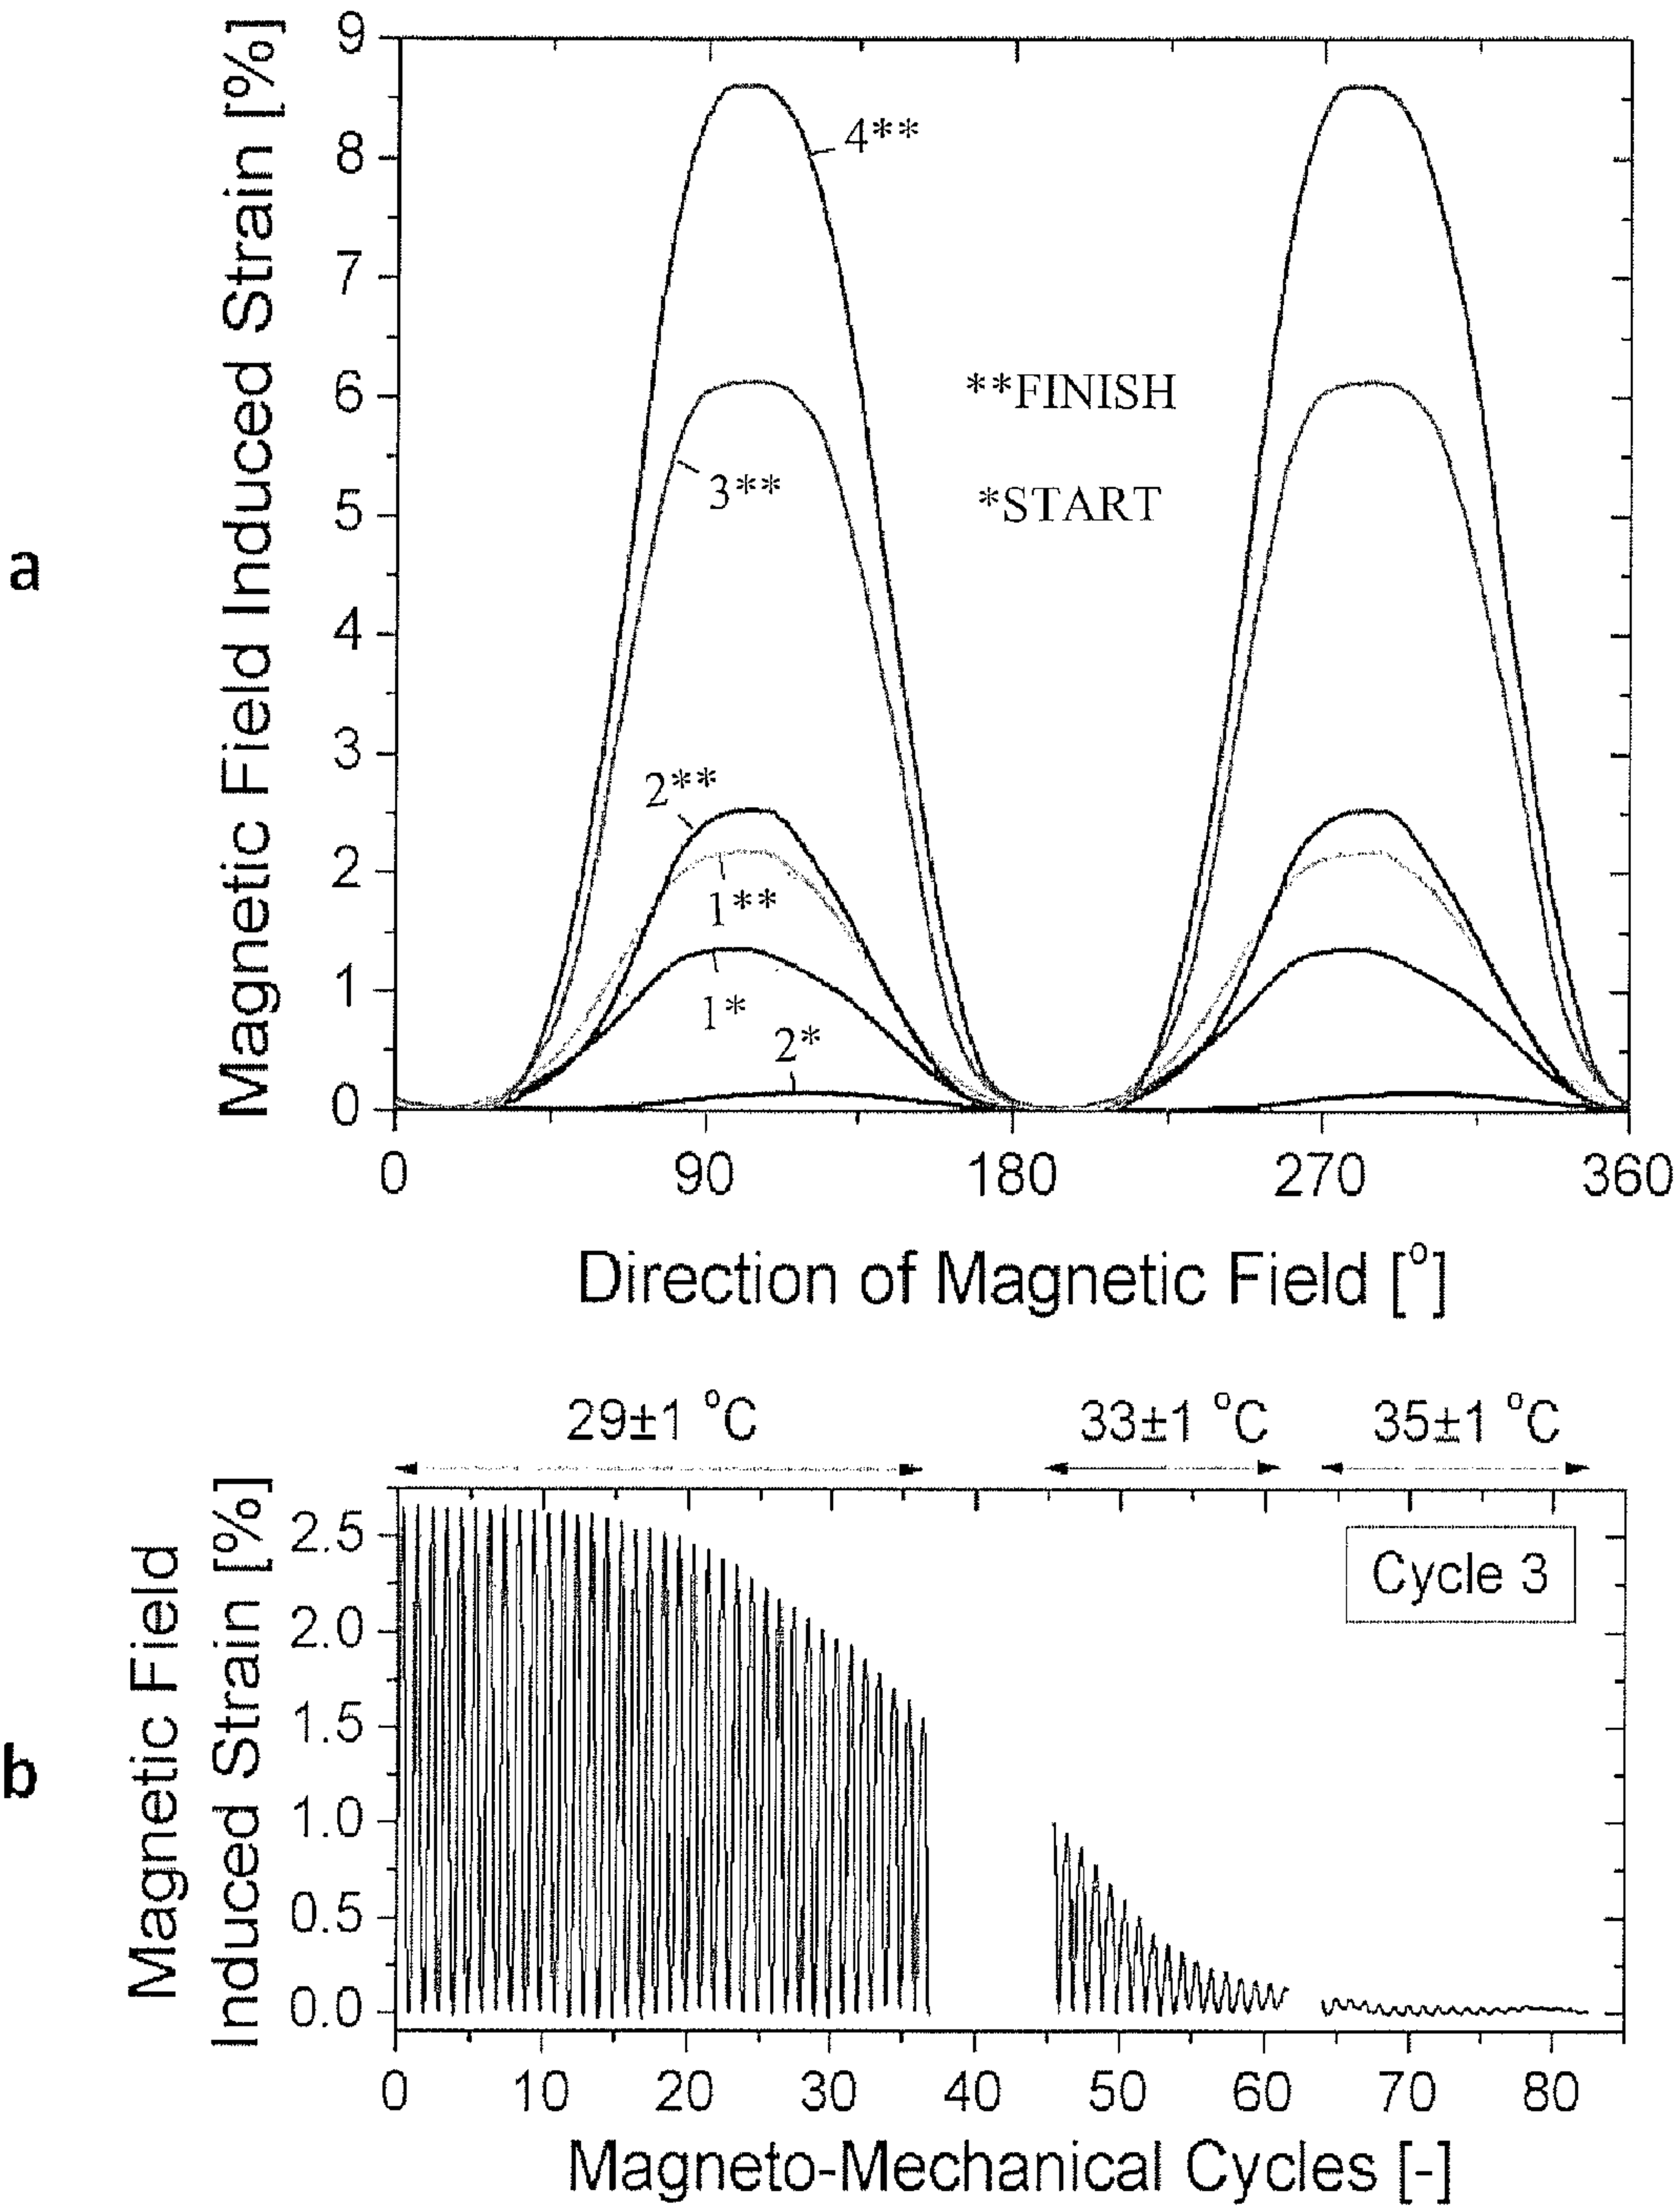 a
Magnetic Field Induced Strain [%]
9
8
7
6
5
4
3
2
1
0
4**
**FINISH
3**
*START
2**
1**
1*
2*
0 90 180 270 360
Direction of Magnetic Field [°]
b
29±1 °C 33±1 °C 35±1 °C
Magnetic Field
Induced Strain [%]
2.5
2.0
1.5
1.0
0.5
0.0
Cycle 3
0 10 20 30 40 50 60 70 80
Magneto-Mechanical Cycles [-]